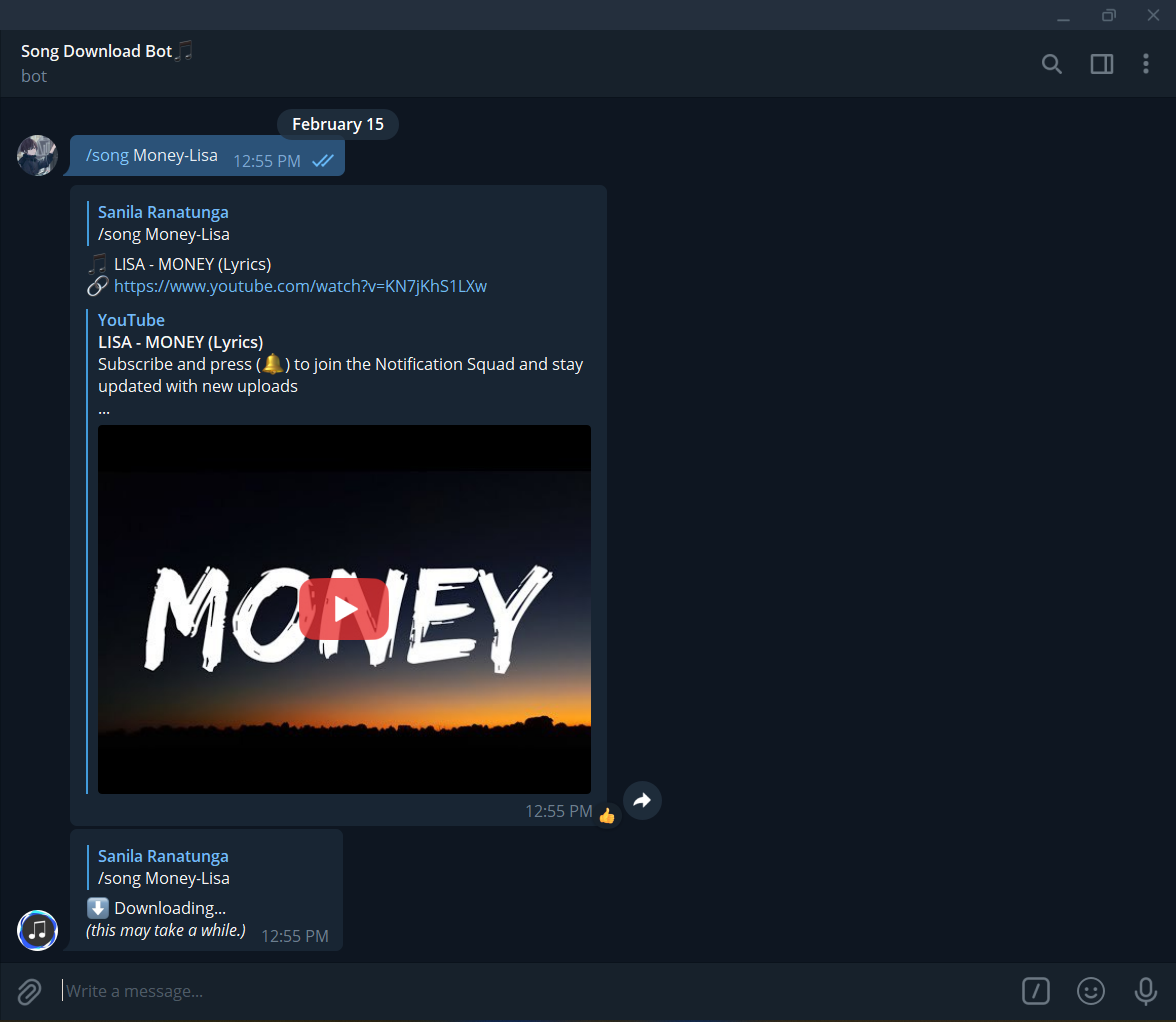 Song Download Bot🎵
bot
February 15
/song Money-Lisa 12:55 PM
Sanila Ranatunga
/song Money-Lisa
🎵 LISA - MONEY (Lyrics)
🔗 https://www.youtube.com/watch?v=KN7jKhS1LXw
YouTube
LISA - MONEY (Lyrics)
Subscribe and press (🔔) to join the Notification Squad and stay
updated with new uploads
...
MONEY
12:55 PM
Sanila Ranatunga
/song Money-Lisa
⬇️ Downloading...
(this may take a while.) 12:55 PM
Write a message...